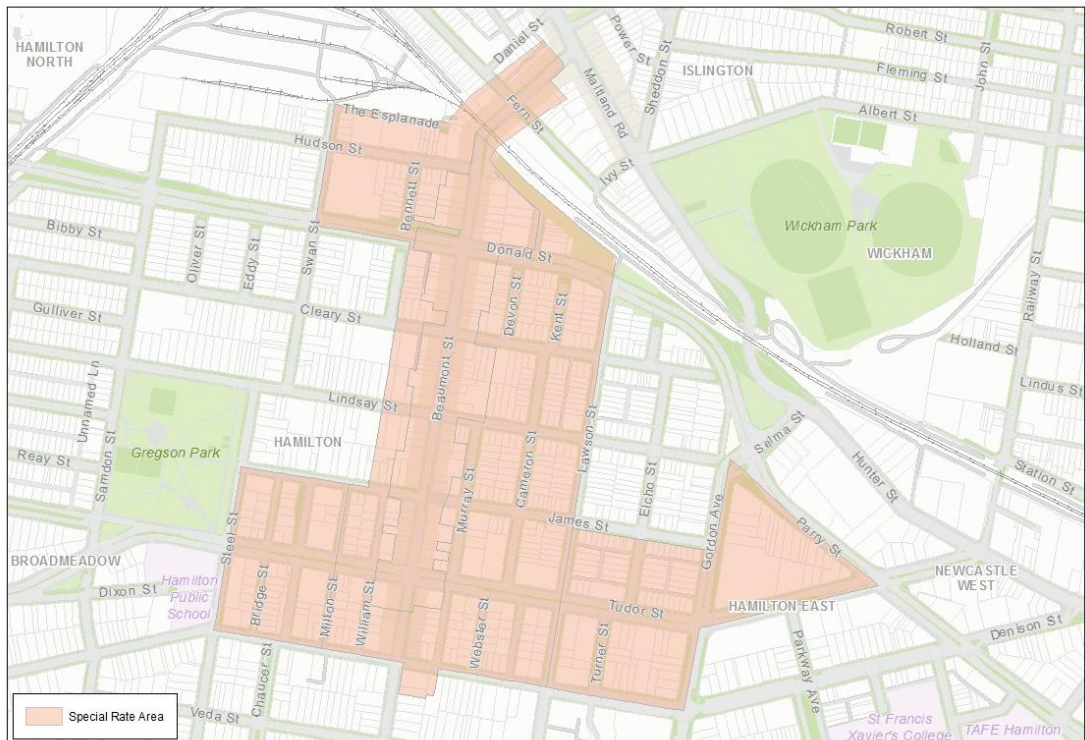 HAMILTON
NORTH
Daniel St
Power St
Sheddon St
Robert St
John St
ISLINGTON
Fleming St
Maitland Rd
Albert St
The Esplanade
Fern St
Hudson St
Ivy St
Bennett St
Wickham Park
WICKHAM
Bibby St
Oliver St
Eddy St
Swan St
Donald St
Railway St
Devon St
Kent St
Gulliver St
Cleary St
Holland St
Beaumont St
Unnamed Ln
Lindsay St
Lindus St
Lawson St
Selma St
HAMILTON
Gregson Park
Reay St
Samdon St
Murray St
Cameron St
Eicho St
Hunter St
Station St
James St
Gordon Ave
Parry St
Steel St
BROADMEADOW
Hamilton
Public
School
Dixon St
Bridge St
Milton St
William St
Webster St
Turner St
Tudor St
HAMILTON EAST
NEWCASTLE
WEST
Denison St
Parkway Ave
Chaucer St
Veda St
St Francis
Xavier's College
TAFE Hamilton
Special Rate Area